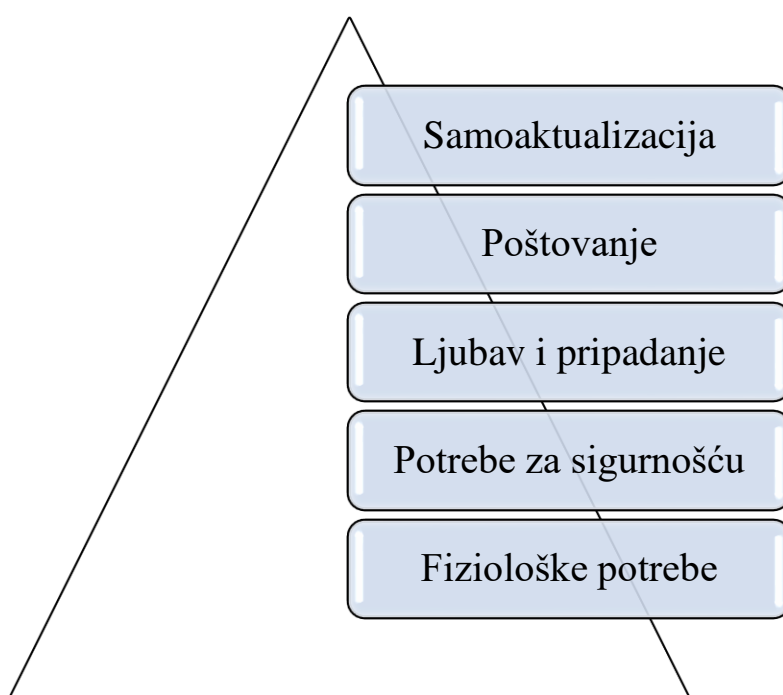 Samoaktualizacija
Poštovanje
Ljubav i pripadanje
Potrebe za sigurnošću
Fiziološke potrebe